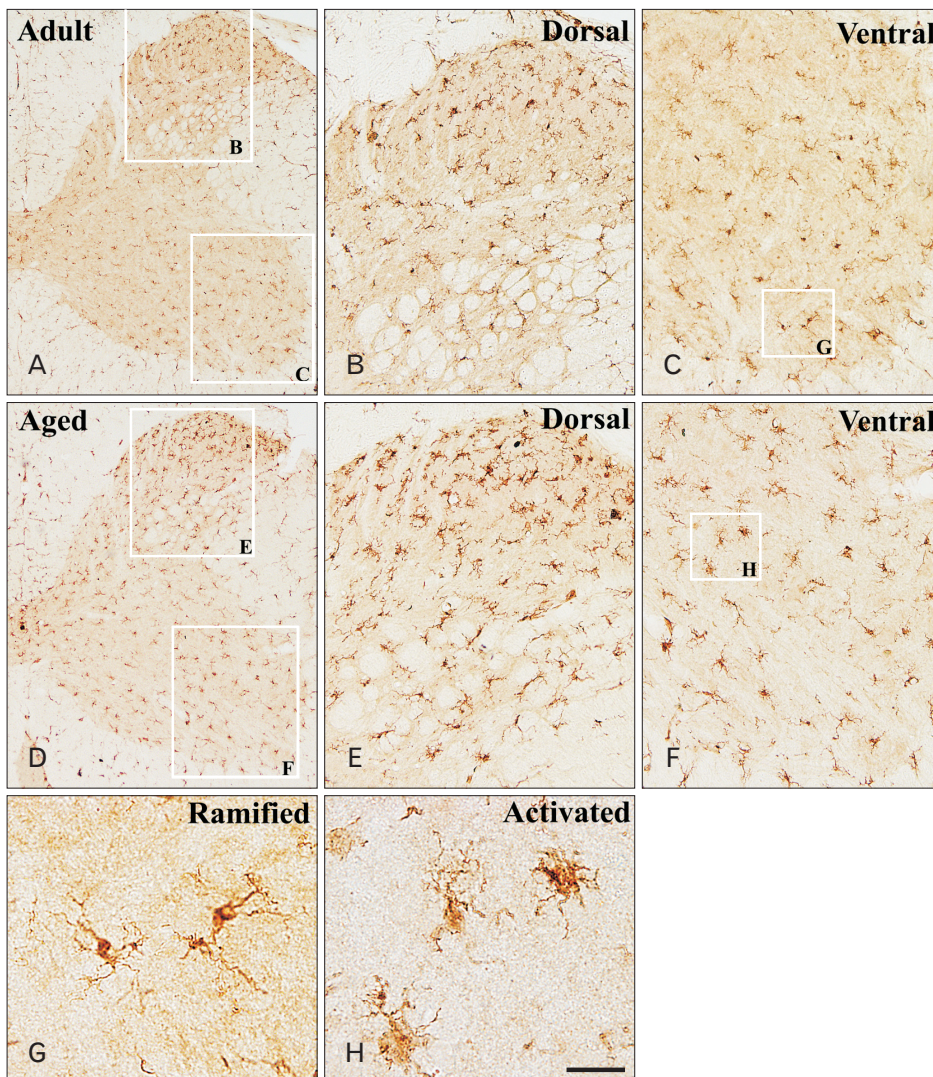 Adult
B
C
A
Dorsal
B
Ventral
G
C
Aged
E
F
D
Dorsal
E
Ventral
H
F
Ramified
G
Activated
H